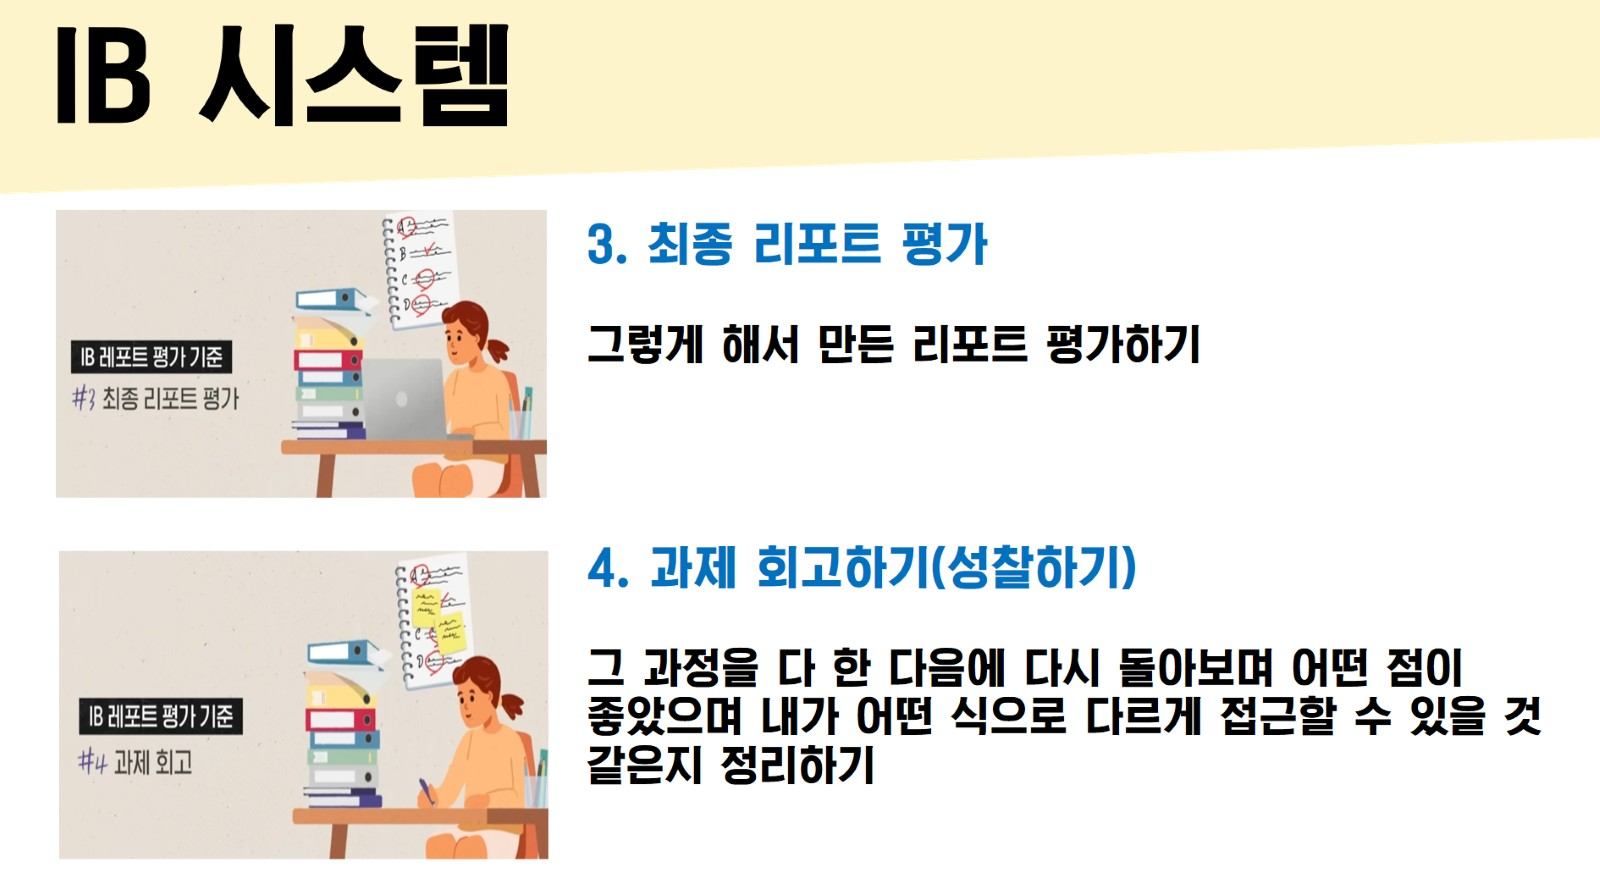 IB 시스템
IB 레포트 평가 기준
#3 최종 리포트 평가
A
B
C
D
3. 최종 리포트 평가
그렇게 해서 만든 리포트 평가하기
IB 레포트 평가 기준
#4 과제 회고
A
C
D
4. 과제 회고하기(성찰하기)
그 과정을 다 한 다음에 다시 돌아보며 어떤 점이
좋았으며 내가 어떤 식으로 다르게 접근할 수 있을 것
같은지 정리하기